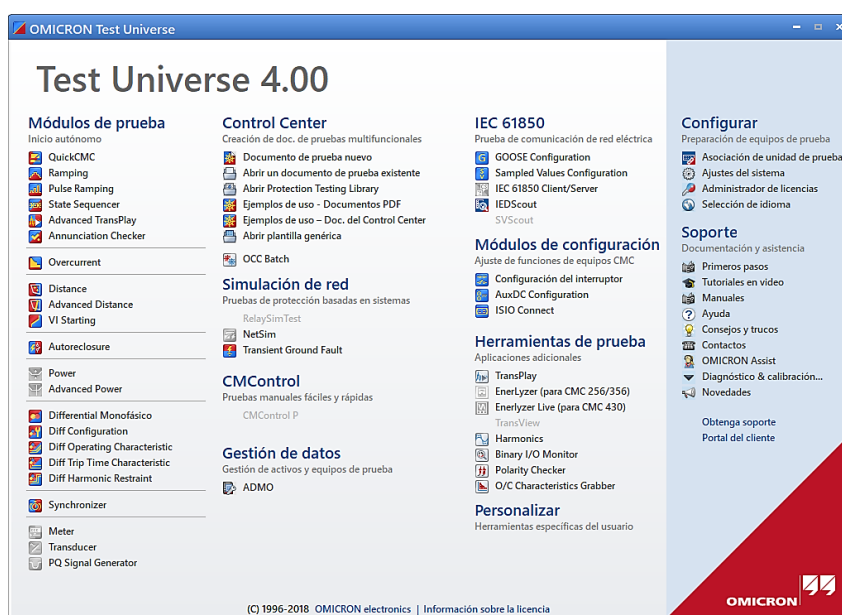 OMICRON Test Universe
Test Universe 4.00
Módulos de prueba
Inicio autónomo
QuickCMC
Ramping
Pulse Ramping
State Sequencer
Advanced TransPlay
Annunciation Checker
Overcurrent
Distance
Advanced Distance
VI Starting
Autoreclosure
Power
Advanced Power
Differential Monofásico
Diff Configuration
Diff Operating Characteristic
Diff Trip Time Characteristic
Diff Harmonic Restraint
Synchronizer
Meter
Transducer
PQ Signal Generator
Control Center
Creación de doc. de pruebas multifuncionales
Documento de prueba nuevo
Abrir un documento de prueba existente
Abrir Protection Testing Library
Ejemplos de uso - Documentos PDF
Ejemplos de uso – Doc. del Control Center
Abrir plantilla genérica
OCC Batch
Simulación de red
Pruebas de protección basadas en sistemas
RelaySimTest
NetSim
Transient Ground Fault
CMControl
Pruebas manuales fáciles y rápidas
CMControl P
Gestión de datos
Gestión de activos y equipos de prueba
ADMO
IEC 61850
Prueba de comunicación de red eléctrica
GOOSE Configuration
Sampled Values Configuration
IEC 61850 Client/Server
IEDScout
SVScout
Módulos de configuración
Ajuste de funciones de equipos CMC
Configuración del interruptor
AuxDC Configuration
ISIO Connect
Herramientas de prueba
Aplicaciones adicionales
TransPlay
EnerLyzer (para CMC 256/356)
Enerlyzer Live (para CMC 430)
TransView
Harmonics
Binary I/O Monitor
Polarity Checker
O/C Characteristics Grabber
Personalizar
Herramientas específicas del usuario
Configurar
Preparación de equipos de prueba
Asociación de unidad de prueba
Ajustes del sistema
Administrador de licencias
Selección de idioma
Soporte
Documentación y asistencia
Primeros pasos
Tutoriales en video
Manuales
Ayuda
Consejos y trucos
Contactos
OMICRON Assist
Diagnóstico & calibración...
Novedades
Obtenga soporte
Portal del cliente
OMICRON
(C) 1996-2018 OMICRON electronics | Información sobre la licencia